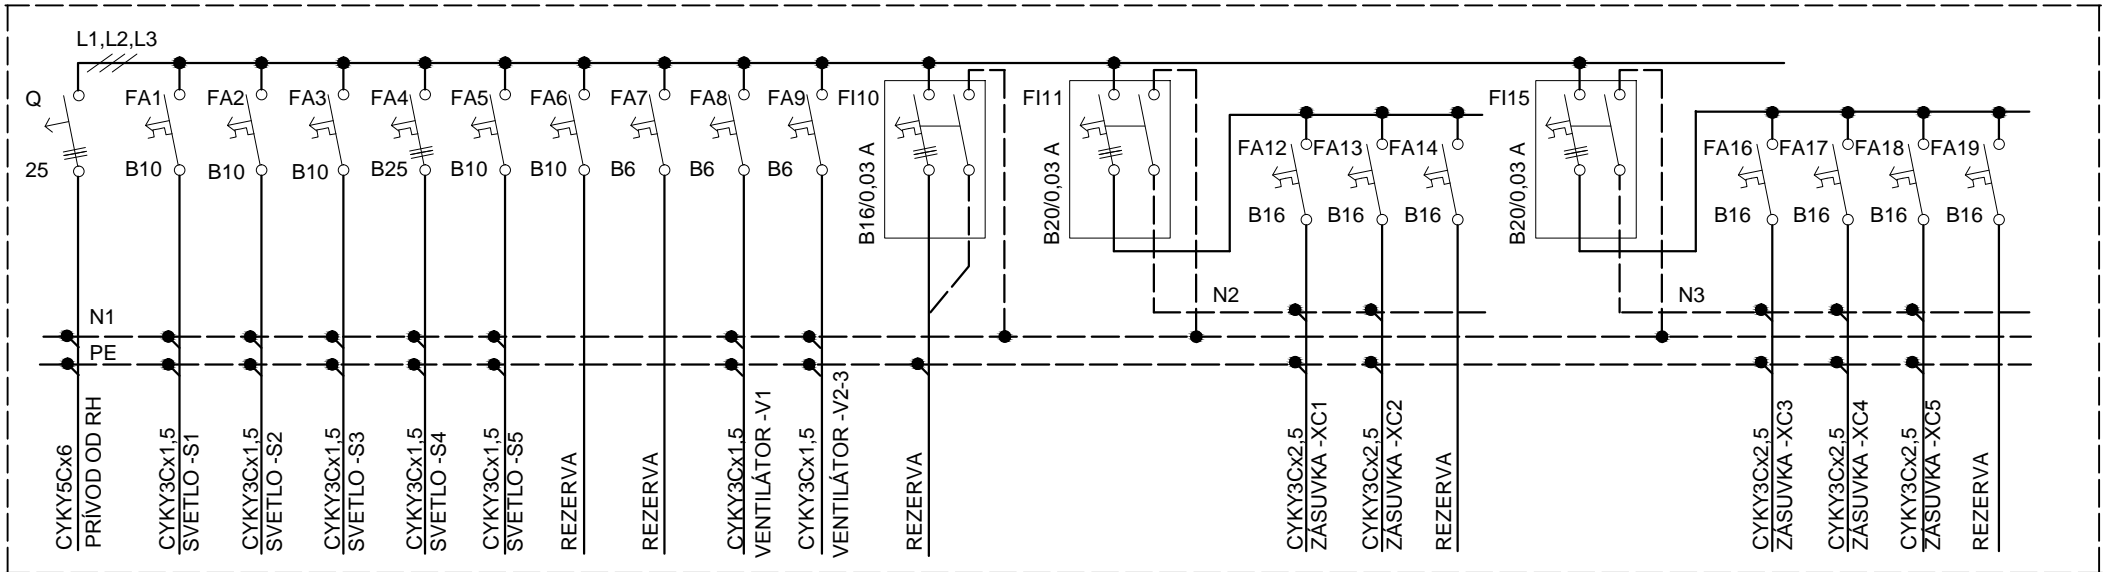 L1,L2,L3
Q
FA1
FA2
FA3
FA4
FA5
FA6
FA7
FA8
FA9
FI10
FI11
FI15
FA12
FA13
FA14
FA16
FA17
FA18
FA19
25
B10
B10
B10
B25
B10
B10
B6
B6
B6
B16/0,03 A
B20/0,03 A
B20/0,03 A
B16
B16
B16
B16
B16
B16
B16
N1
N2
N3
PE
CYKY5Cx6
PRÍVOD OD RH
CYKY3Cx1,5
SVETLO -S1
CYKY3Cx1,5
SVETLO -S2
CYKY3Cx1,5
SVETLO -S3
CYKY3Cx1,5
SVETLO -S4
CYKY3Cx1,5
SVETLO -S5
REZERVA
REZERVA
CYKY3Cx1,5
VENTILÁTOR -V1
CYKY3Cx1,5
VENTILÁTOR -V2-3
REZERVA
CYKY3Cx2,5
ZÁSUVKA -XC1
CYKY3Cx2,5
ZÁSUVKA -XC2
REZERVA
CYKY3Cx2,5
ZÁSUVKA -XC3
CYKY3Cx2,5
ZÁSUVKA -XC4
CYKY3Cx2,5
ZÁSUVKA -XC5
REZERVA